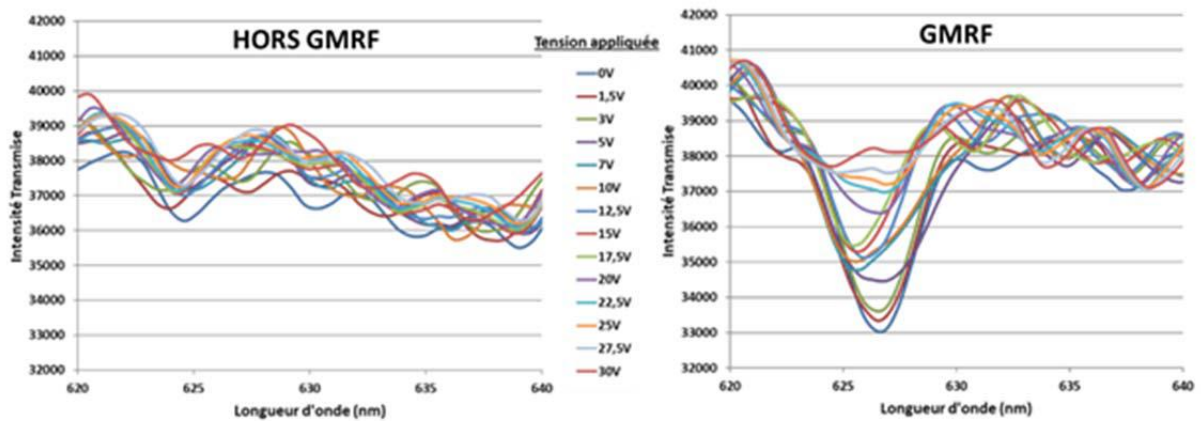 HORS GMRF
Intensité Transmise
42000
41000
40000
39000
38000
37000
36000
35000
34000
33000
32000
620
625
630
635
640
Longueur d'onde (nm)
Tension appliquée
0V
1,5V
3V
5V
7V
10V
12,5V
15V
17,5V
20V
22,5V
25V
27,5V
30V
GMRF
Intensité Transmise
42000
41000
40000
39000
38000
37000
36000
35000
34000
33000
32000
620
625
630
635
640
Longueur d'onde (nm)